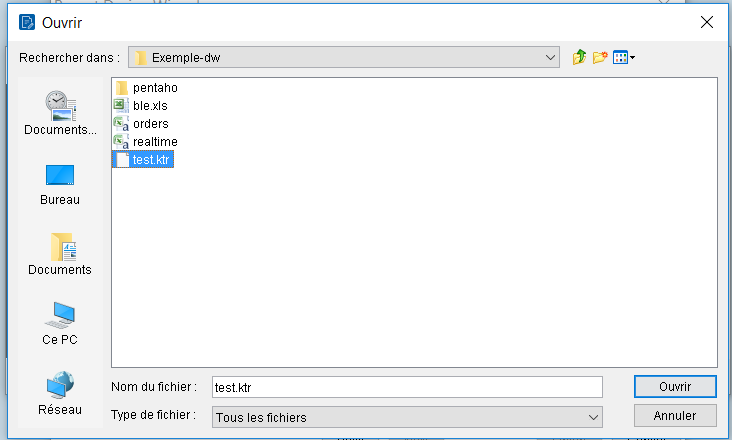 Ouvrir
Rechercher dans :
Exemple-dw
Documents...
Bureau
Documents
Ce PC
Réseau
pentaho
ble.xls
orders
realtime
test.ktr
Nom du fichier :
test.ktr
Ouvrir
Type de fichier :
Tous les fichiers
Annuler